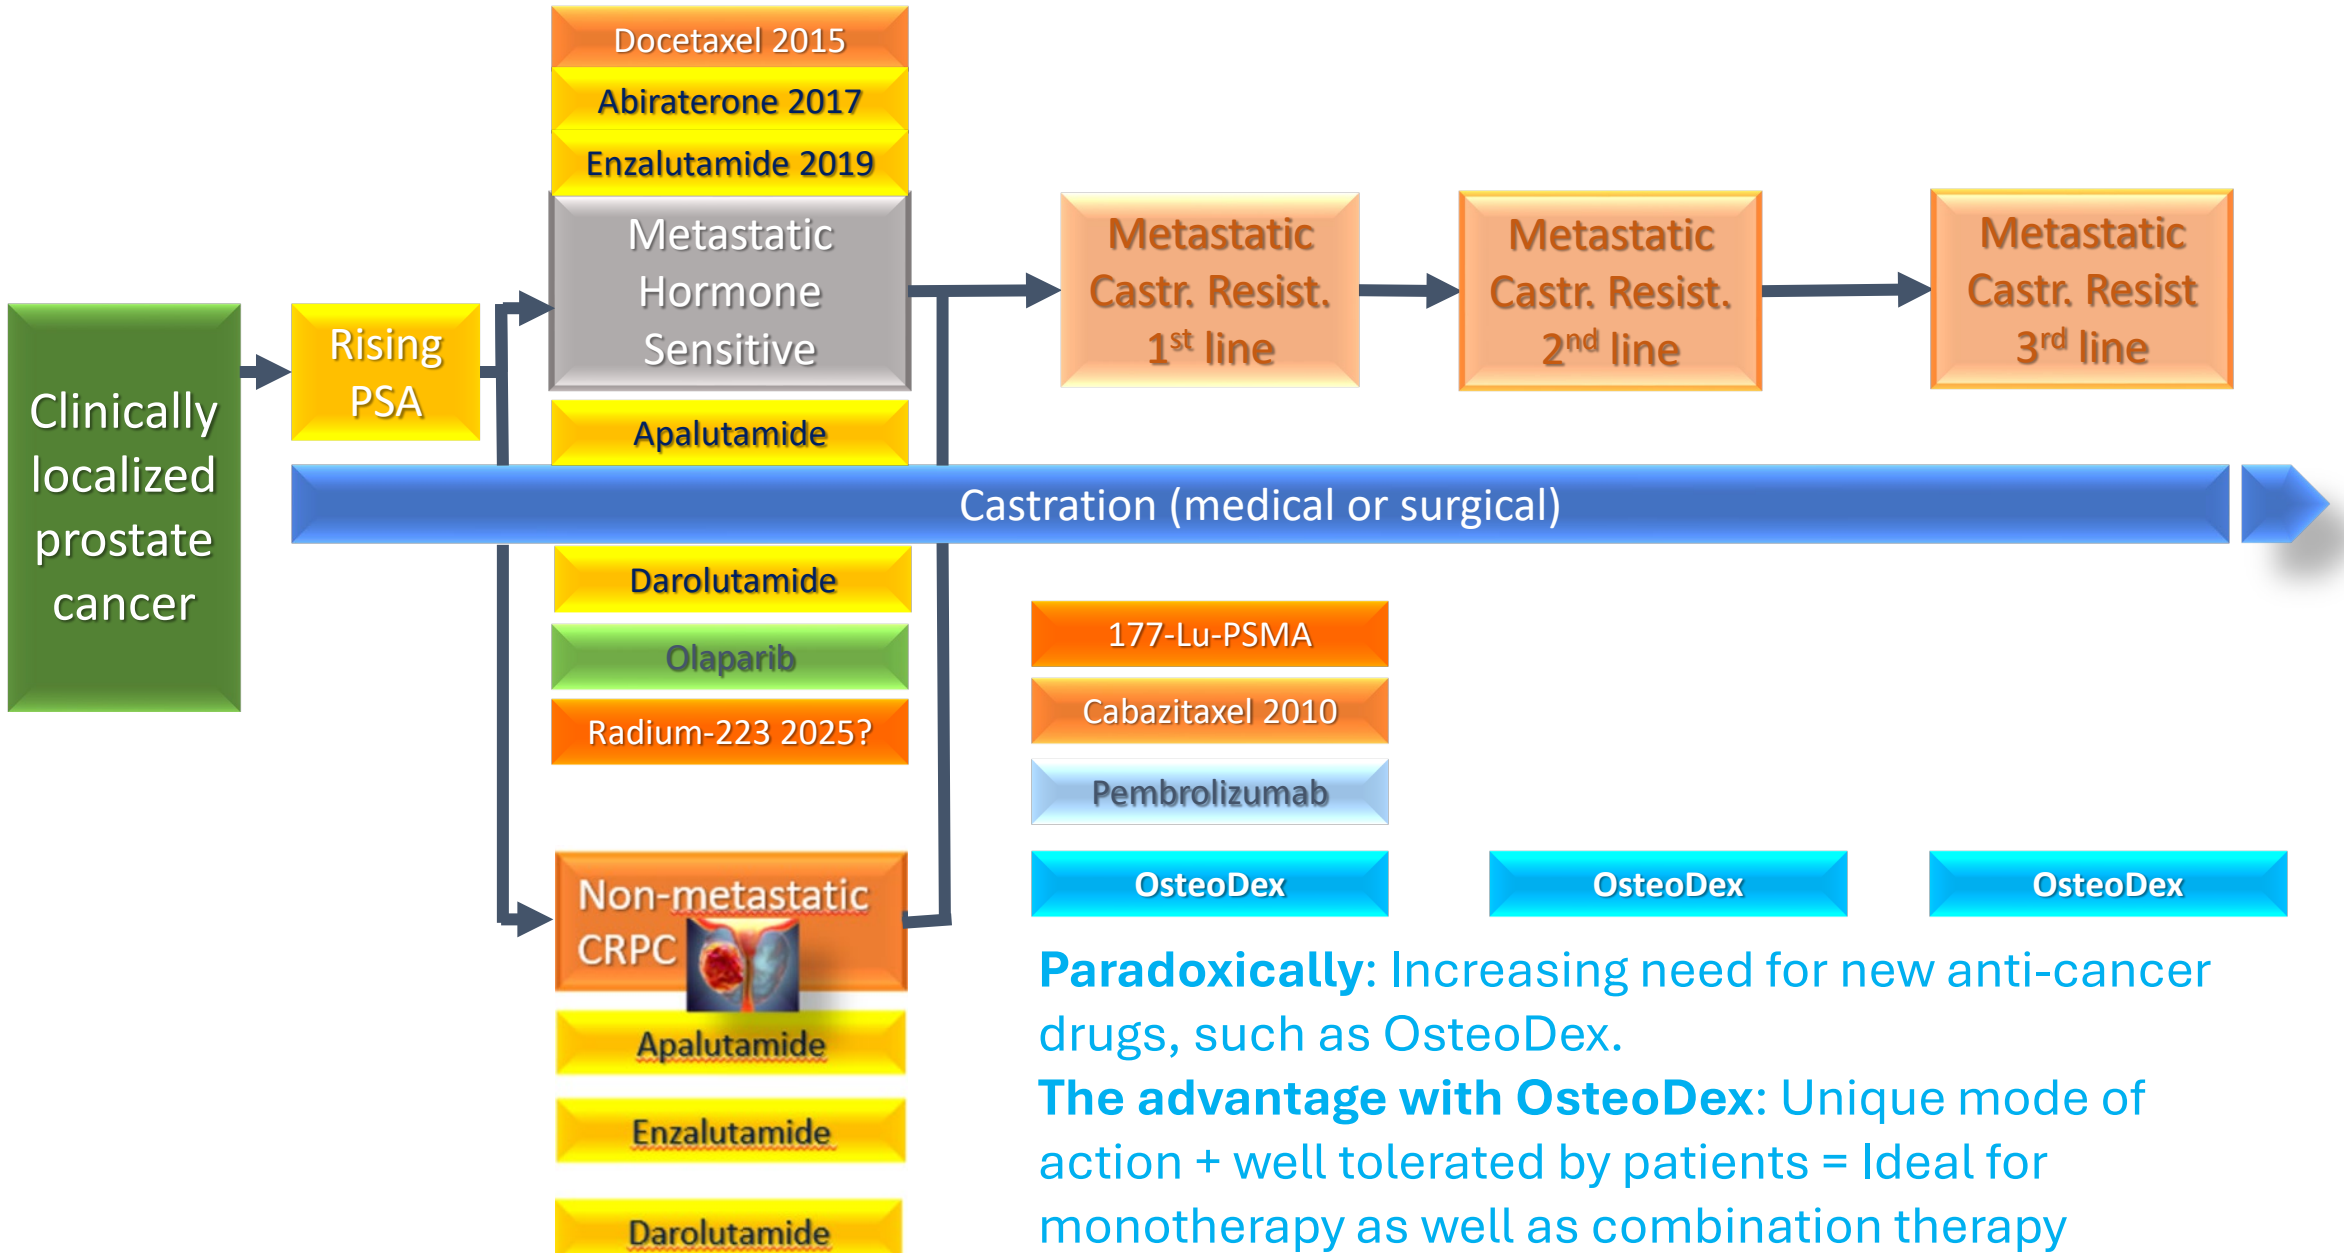 Docetaxel 2015
Abiraterone 2017
Enzalutamide 2019
Metastatic
Hormone
Sensitive
Metastatic
Castr. Resist.
1st line
Metastatic
Castr. Resist.
2nd line
Metastatic
Castr. Resist
3rd line
Clinically
localized
prostate
cancer
Rising
PSA
Apalutamide
Castration (medical or surgical)
Darolutamide
Olaparib
Radium-223 2025?
177-Lu-PSMA
Cabazitaxel 2010
Pembrolizumab
OsteoDex
OsteoDex
OsteoDex
Non-metastatic
CRPC
Apalutamide
Enzalutamide
Darolutamide
Paradoxically: Increasing need for new anti-cancer
drugs, such as OsteoDex.
The advantage with OsteoDex: Unique mode of
action + well tolerated by patients = Ideal for
monotherapy as well as combination therapy